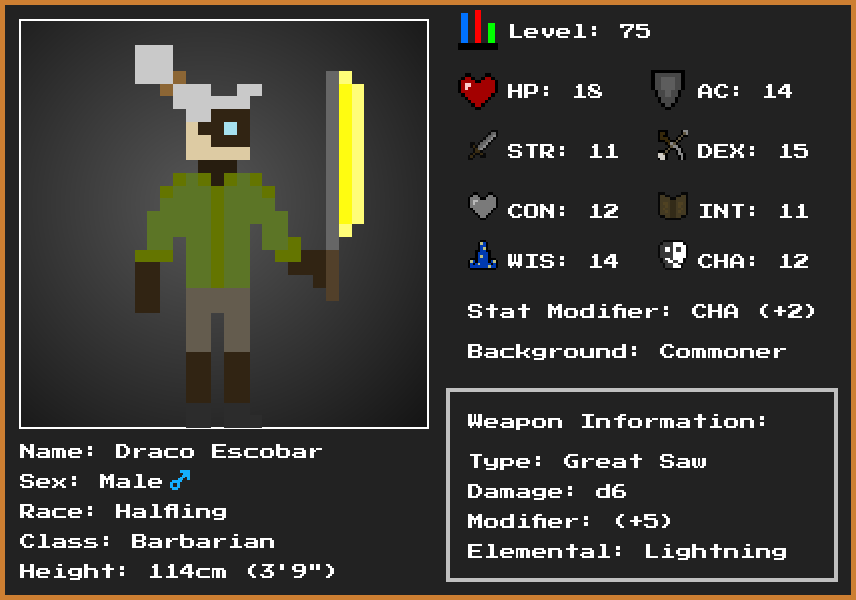 Level: 75
HP: 18
AC: 14
STR: 11
DEX: 15
CON: 12
INT: 11
WIS: 14
CHA: 12
Stat Modifier: CHA (+2)
Background: Commoner
Weapon Information:
Type: Great Saw
Damage: d6
Modifier: (+5)
Elemental: Lightning
Name: Draco Escobar
Sex: Male♂
Race: Halfling
Class: Barbarian
Height: 114cm (3'9")